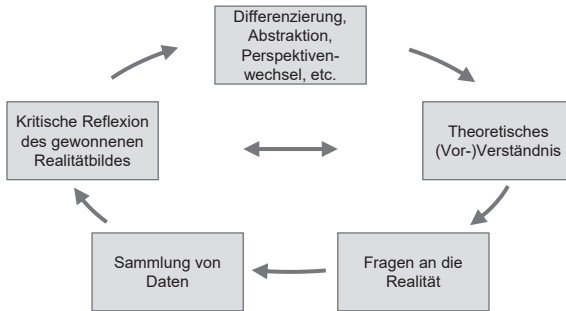 Differenzierung,
Abstraktion,
Perspektiven-
wechsel, etc.
Kritische Reflexion
des gewonnenen
Realitätbildes
Theoretisches
(Vor-)Verständnis
Sammlung von
Daten
Fragen an die
Realität